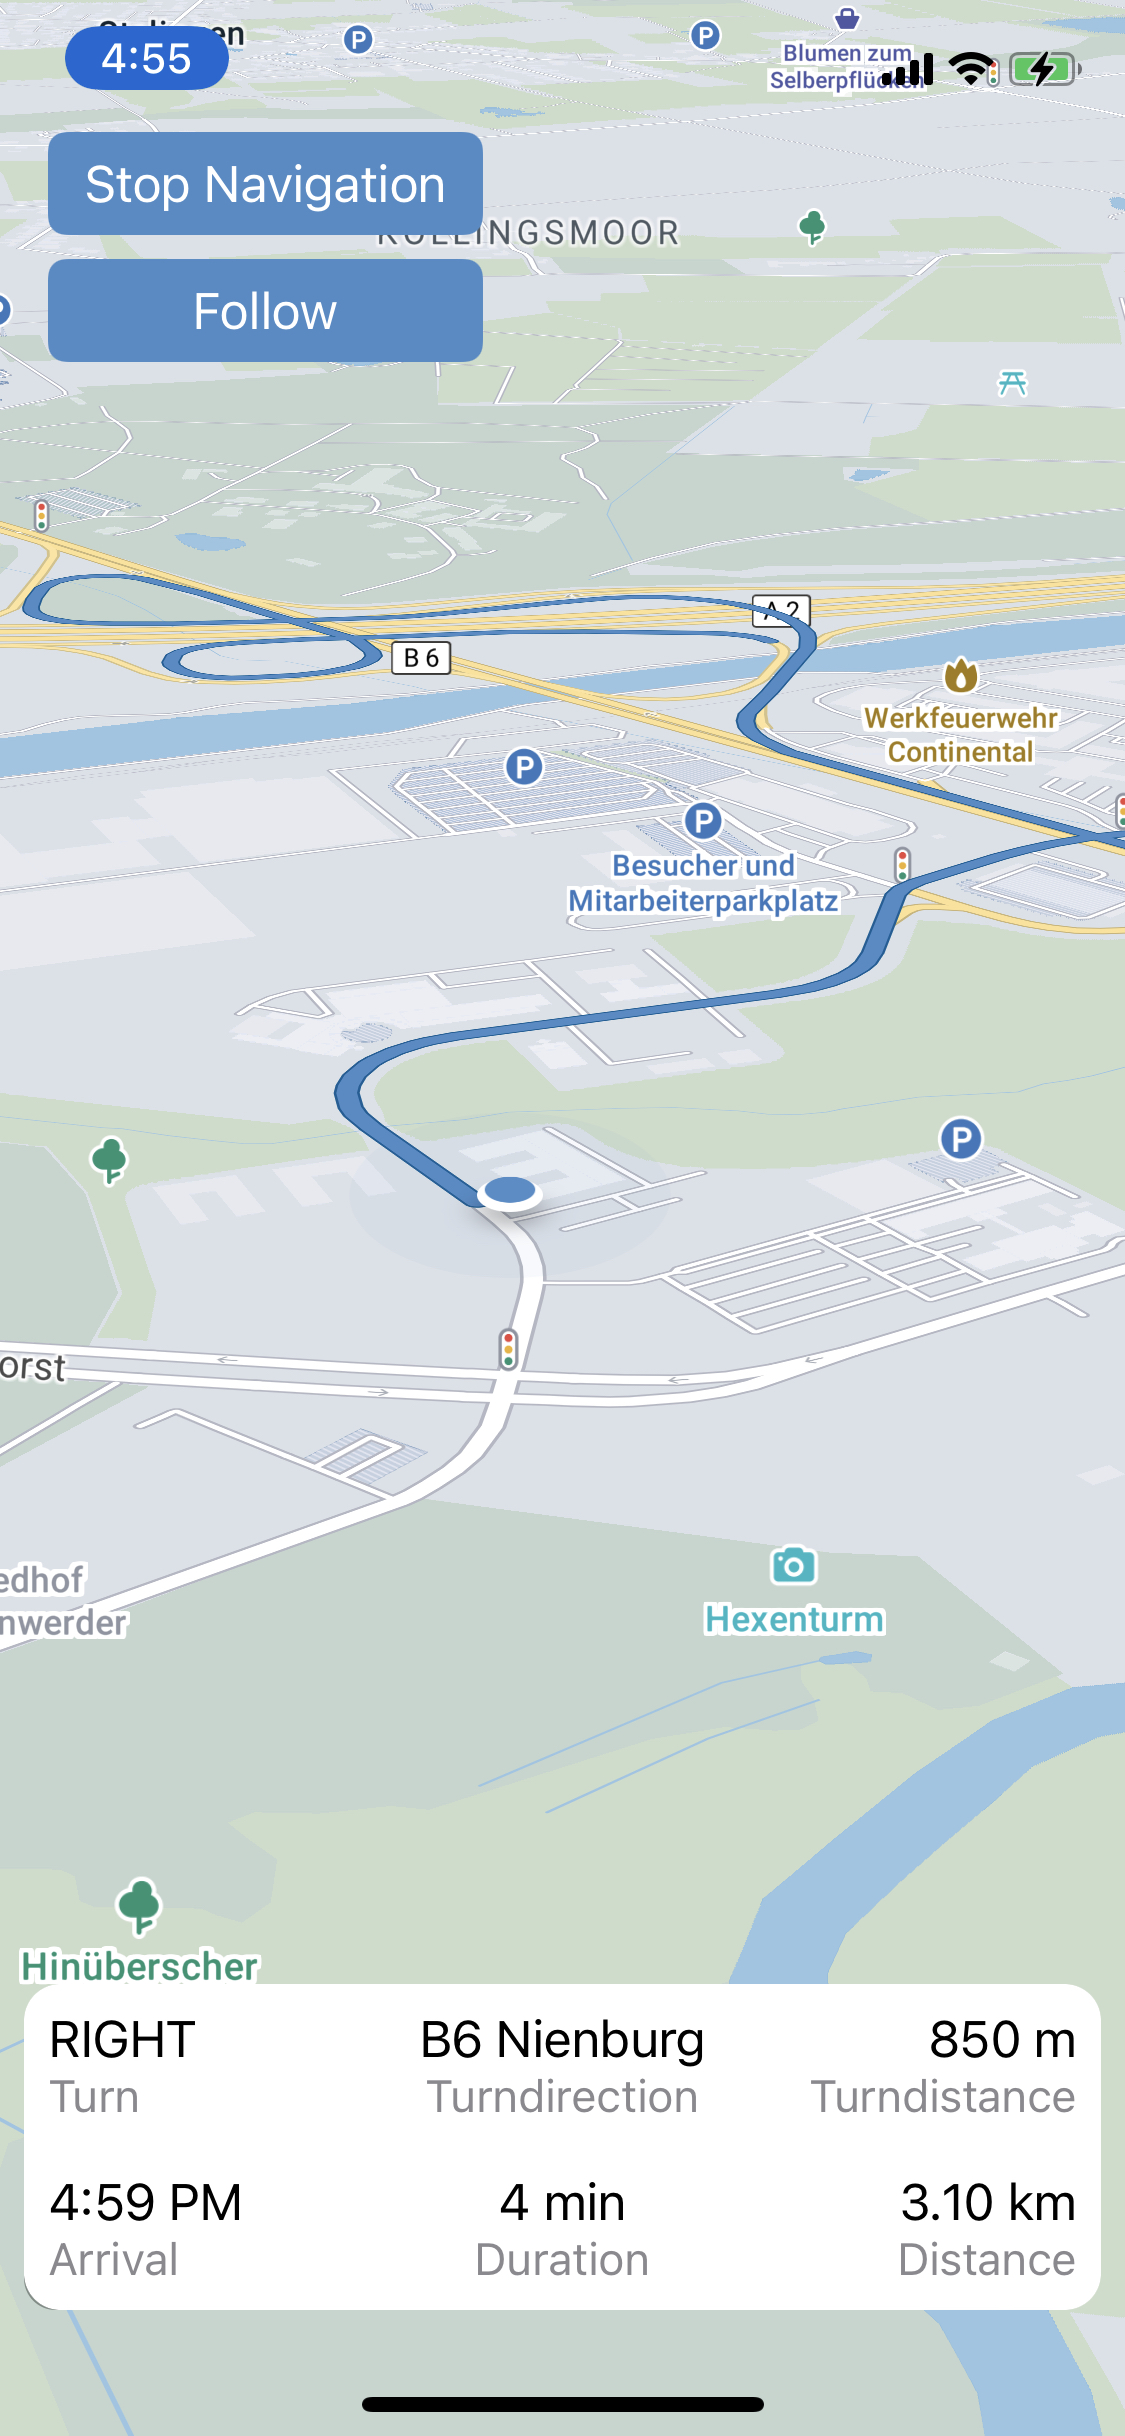 4:55
Blumen zum
Selberpflücken
Stop Navigation
Follow
A 2
B 6
Werkfeuerwehr
Continental
P
P
P
P
P
Besucher und
Mitarbeiterparkplatz
orst
edhof
nwerder
Hexenturm
Hinüberscher
RIGHT
B6 Nienburg
850 m
Turn
Turndirection
Turndistance
4:59 PM
4 min
3.10 km
Arrival
Duration
Distance